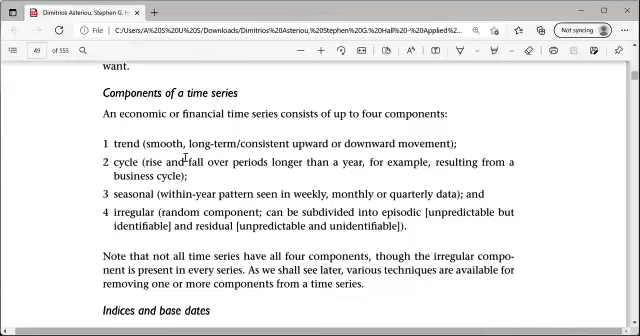 Dimitrios Asteriou, Stephen G. H
File
C:/Users/A%20S%20U%20S/Downloads/Dimitrios%20Asteriou,%20Stephen%20G.%20Hall%20-%20Applied%2...
Not syncing
49 of 555
want.
Components of a time series
An economic or financial time series consists of up to four components:
1 trend (smooth, long-term/consistent upward or downward movement);
2 cycle (rise and fall over periods longer than a year, for example, resulting from a
business cycle);
3 seasonal (within-year pattern seen in weekly, monthly or quarterly data); and
4 irregular (random component; can be subdivided into episodic [unpredictable but
identifiable] and residual [unpredictable and unidentifiable]).
Note that not all time series have all four components, though the irregular compo-
nent is present in every series. As we shall see later, various techniques are available for
removing one or more components from a time series.
Indices and base dates